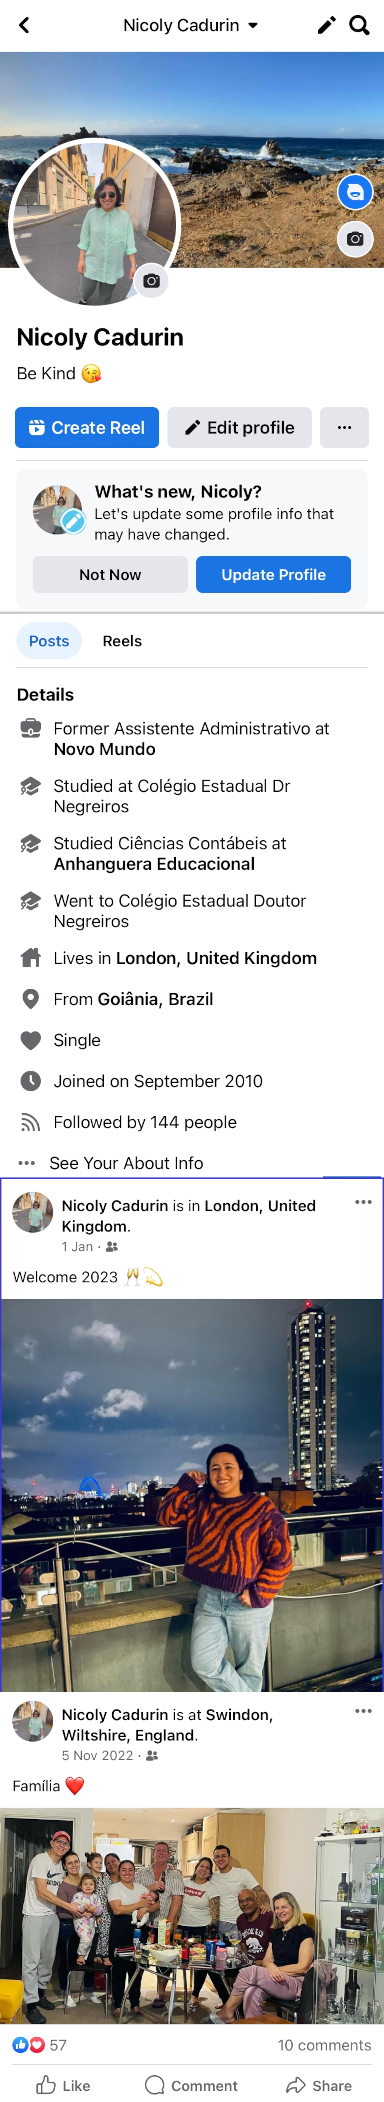 Nicoly Cadurin
Nicoly Cadurin
Be Kind 😘
Create Reel
Edit profile
What's new, Nicoly?
Let's update some profile info that
may have changed.
Not Now
Update Profile
Posts
Reels
Details
Former Assistente Administrativo at
Novo Mundo
Studied at Colégio Estadual Dr
Negreiros
Studied Ciências Contábeis at
Anhanguera Educacional
Went to Colégio Estadual Doutor
Negreiros
Lives in London, United Kingdom
From Goiânia, Brazil
Single
Joined on September 2010
Followed by 144 people
See Your About Info
Nicoly Cadurin is in London, United
Kingdom.
1 Jan ·
Welcome 2023 🥂💫
Nicoly Cadurin is at Swindon,
Wiltshire, England.
5 Nov 2022 ·
Família ❤️
57
10 comments
Like
Comment
Share